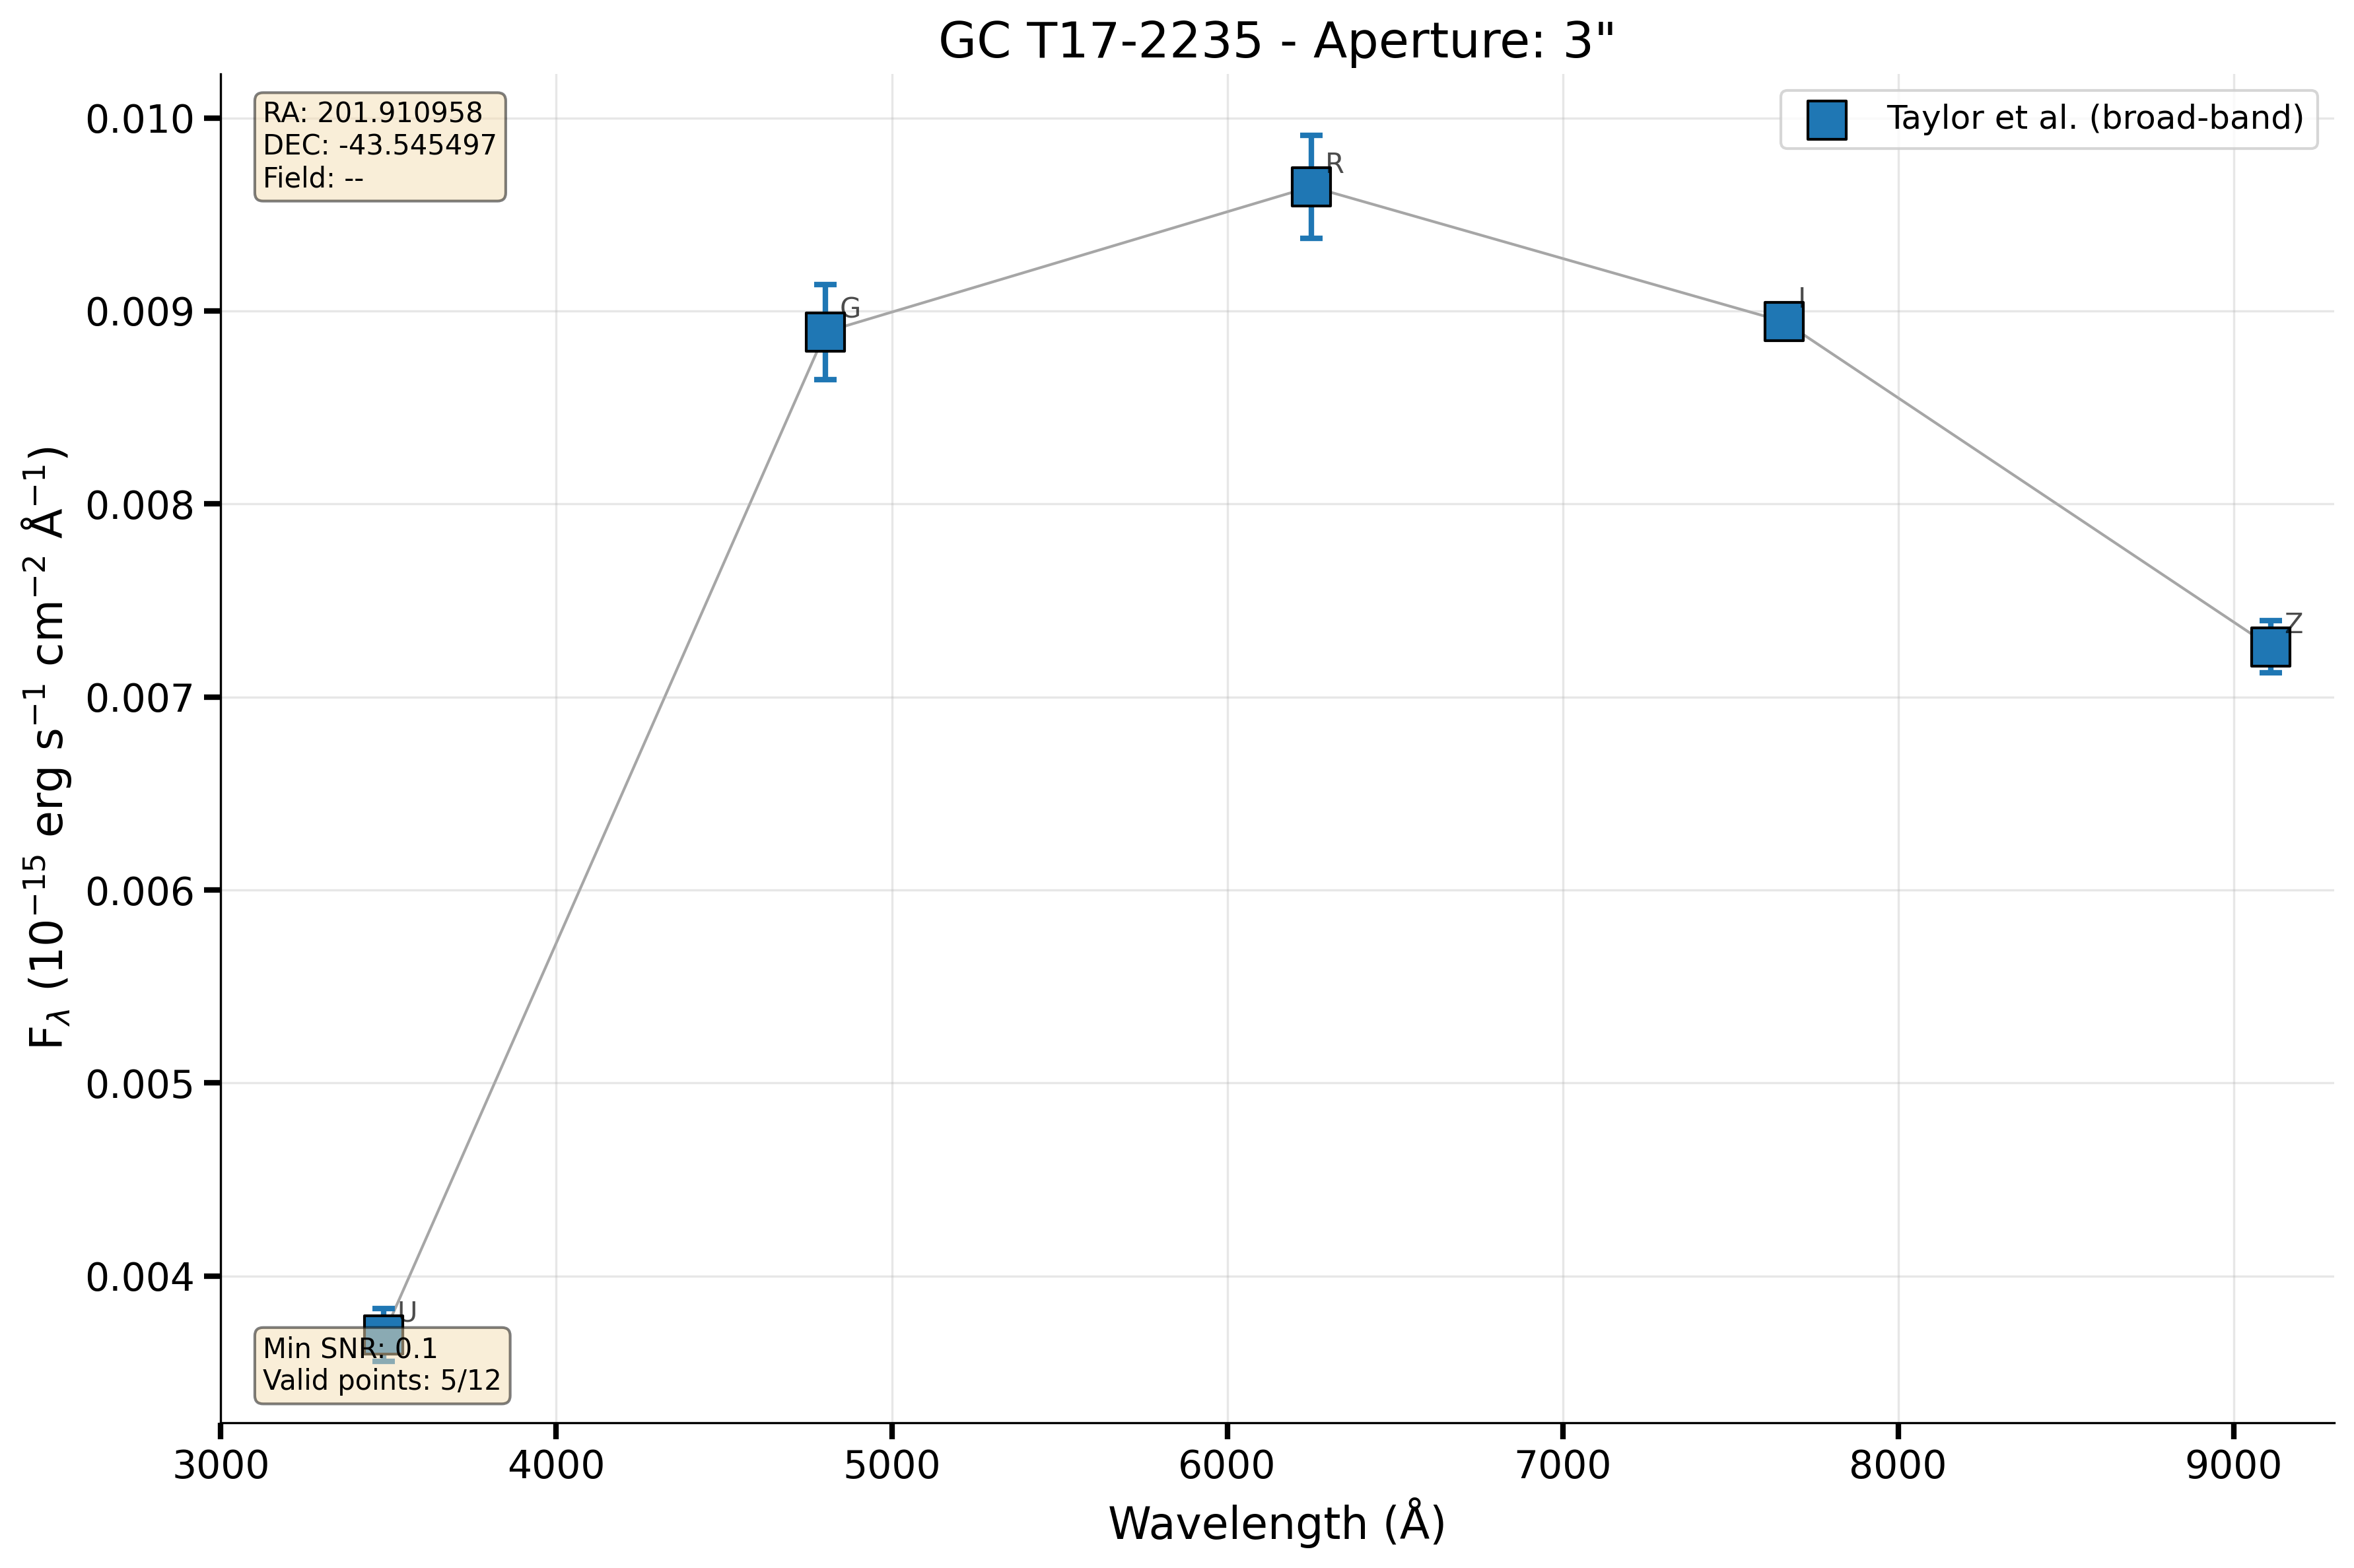 GC T17-2235 - Aperture: 3"
RA: 201.910958
DEC: -43.545497
Field: --
Taylor et al. (broad-band)
0.010
0.009
0.008
0.007
0.006
0.005
0.004
F_λ (10⁻¹⁵ erg s⁻¹ cm⁻² Å⁻¹)
U
G
R
I
Z
Min SNR: 0.1
Valid points: 5/12
3000 4000 5000 6000 7000 8000 9000
Wavelength (Å)